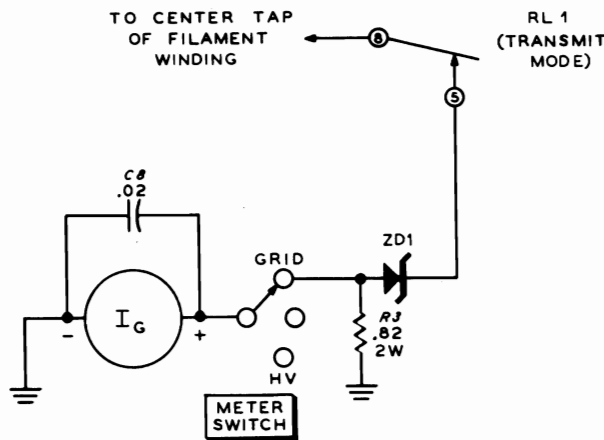 TO CENTER TAP
OF FILAMENT
WINDING
8
RL 1
(TRANSMIT
MODE)
5
C8
.02
GRID
ZD1
I G
-
+
R3
.82
2W
HV
METER
SWITCH